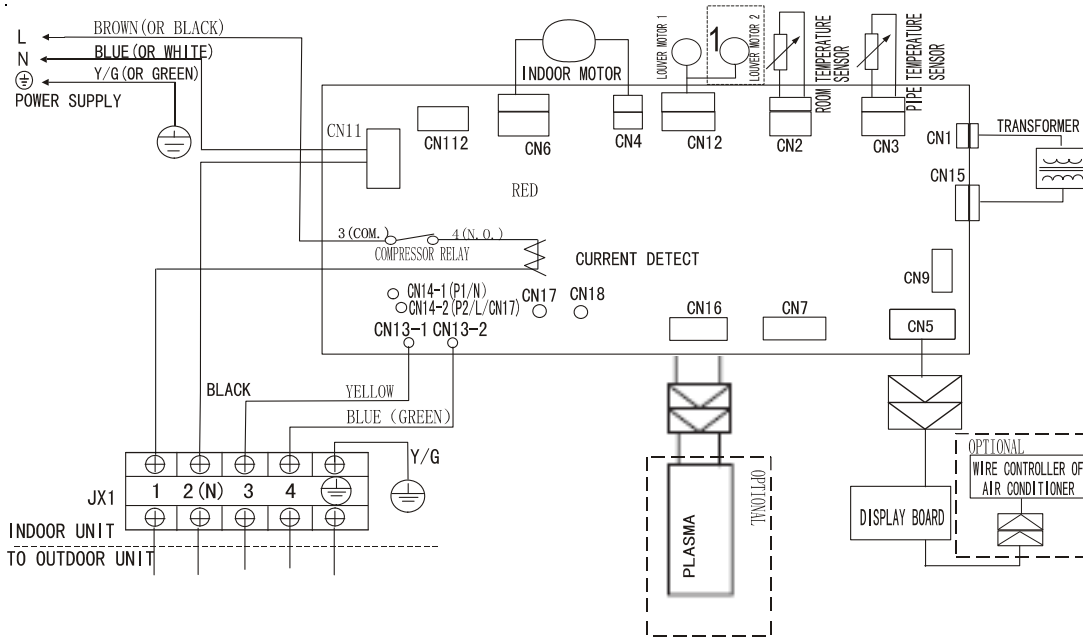 L
BROWN(OR BLACK)
N
BLUE(OR WHITE)
Y/G(OR GREEN)
POWER SUPPLY
INDOOR MOTOR
LOUVER MOTOR 1
1
LOUVER MOTOR 2
ROOM TEMPERATURE
SENSOR
PIPE TEMPERATURE
SENSOR
CN11
CN112
CN6
CN4
CN12
CN2
CN3
CN1
TRANSFORMER
CN15
RED
3(COM.)
4(N.O.)
COMPRESSOR RELAY
CURRENT DETECT
CN9
CN14-1(P1/N)
CN14-2(P2/L/CN17)
CN17
CN18
CN13-1
CN13-2
CN16
CN7
CN5
BLACK
YELLOW
BLUE (GREEN)
Y/G
JX1
1
2(N)
3
4
INDOOR UNIT
TO OUTDOOR UNIT
PLASMA
OPTIONAL
DISPLAY BOARD
OPTIONAL
WIRE CONTROLLER OF
AIR CONDITIONER